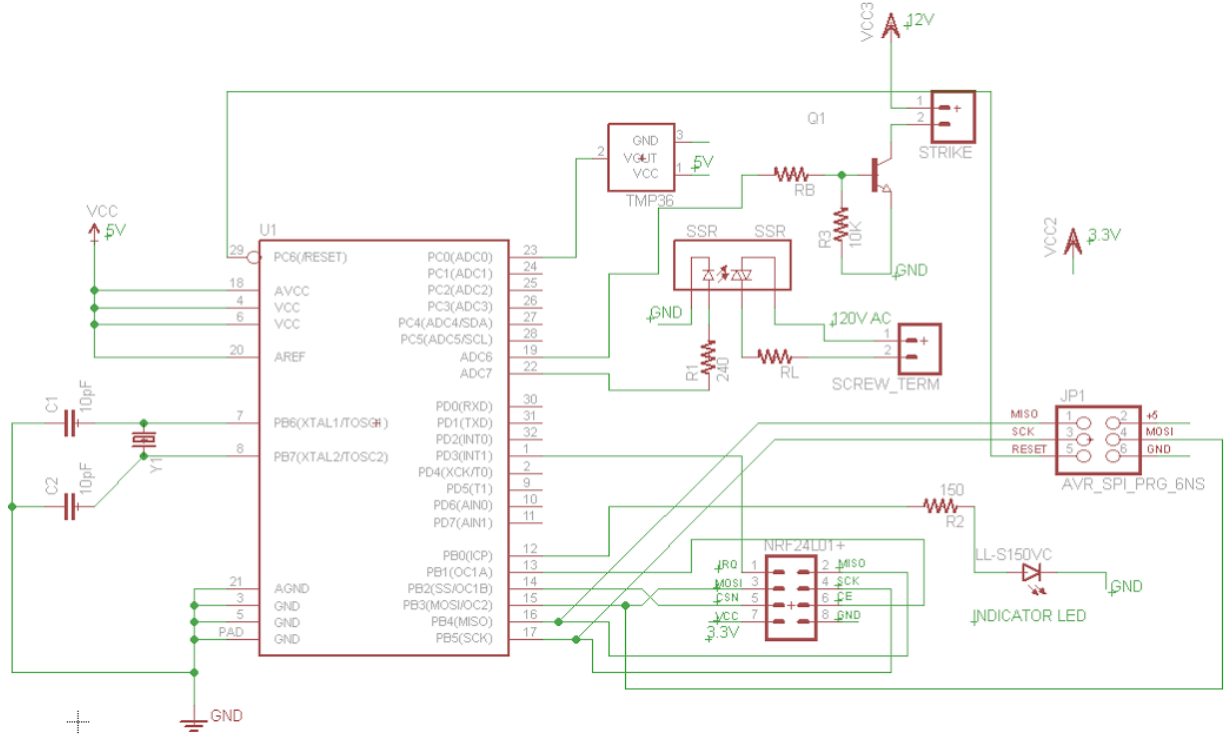 VCC3
12V
Q1
1
+
2
STRIKE
GND
3
2
VOUT
VCC
1
5V
TMP36
RB
R3
10K
GND
VCC2
3.3V
VCC
5V
U1
SSR
SSR
GND
R1
240
120V AC
1
+
2
RL
SCREW_TERM
29
PC6(/RESET)
18
AVCC
4
VCC
6
VCC
20
AREF
7
PB6(XTAL1/TOSC1)
8
PB7(XTAL2/TOSC2)
21
AGND
3
GND
5
GND
PAD
GND
PC0(ADC0)
23
PC1(ADC1)
24
PC2(ADC2)
25
PC3(ADC3)
26
PC4(ADC4/SDA)
27
PC5(ADC5/SCL)
28
ADC6
19
ADC7
22
PD0(RXD)
30
PD1(TXD)
31
PD2(INT0)
32
PD3(INT1)
1
PD4(XCK/T0)
2
PD5(T1)
9
PD6(AIN0)
10
PD7(AIN1)
11
PB0(ICP)
12
PB1(OC1A)
13
PB2(SS/OC1B)
14
PB3(MOSI/OC2)
15
PB4(MISO)
16
PB5(SCK)
17
C1
10pF
C2
10pF
Y1
GND
JP1
MISO
1
2
+5
SCK
3
4
MOSI
RESET
5
6
GND
AVR_SPI_PRG_6NS
150
R2
NRF24L01+
IRQ
1
2
MISO
MOSI
3
4
SCK
CSN
5
+
6
CE
VCC
7
8
GND
3.3V
LL-S150VC
GND
INDICATOR LED